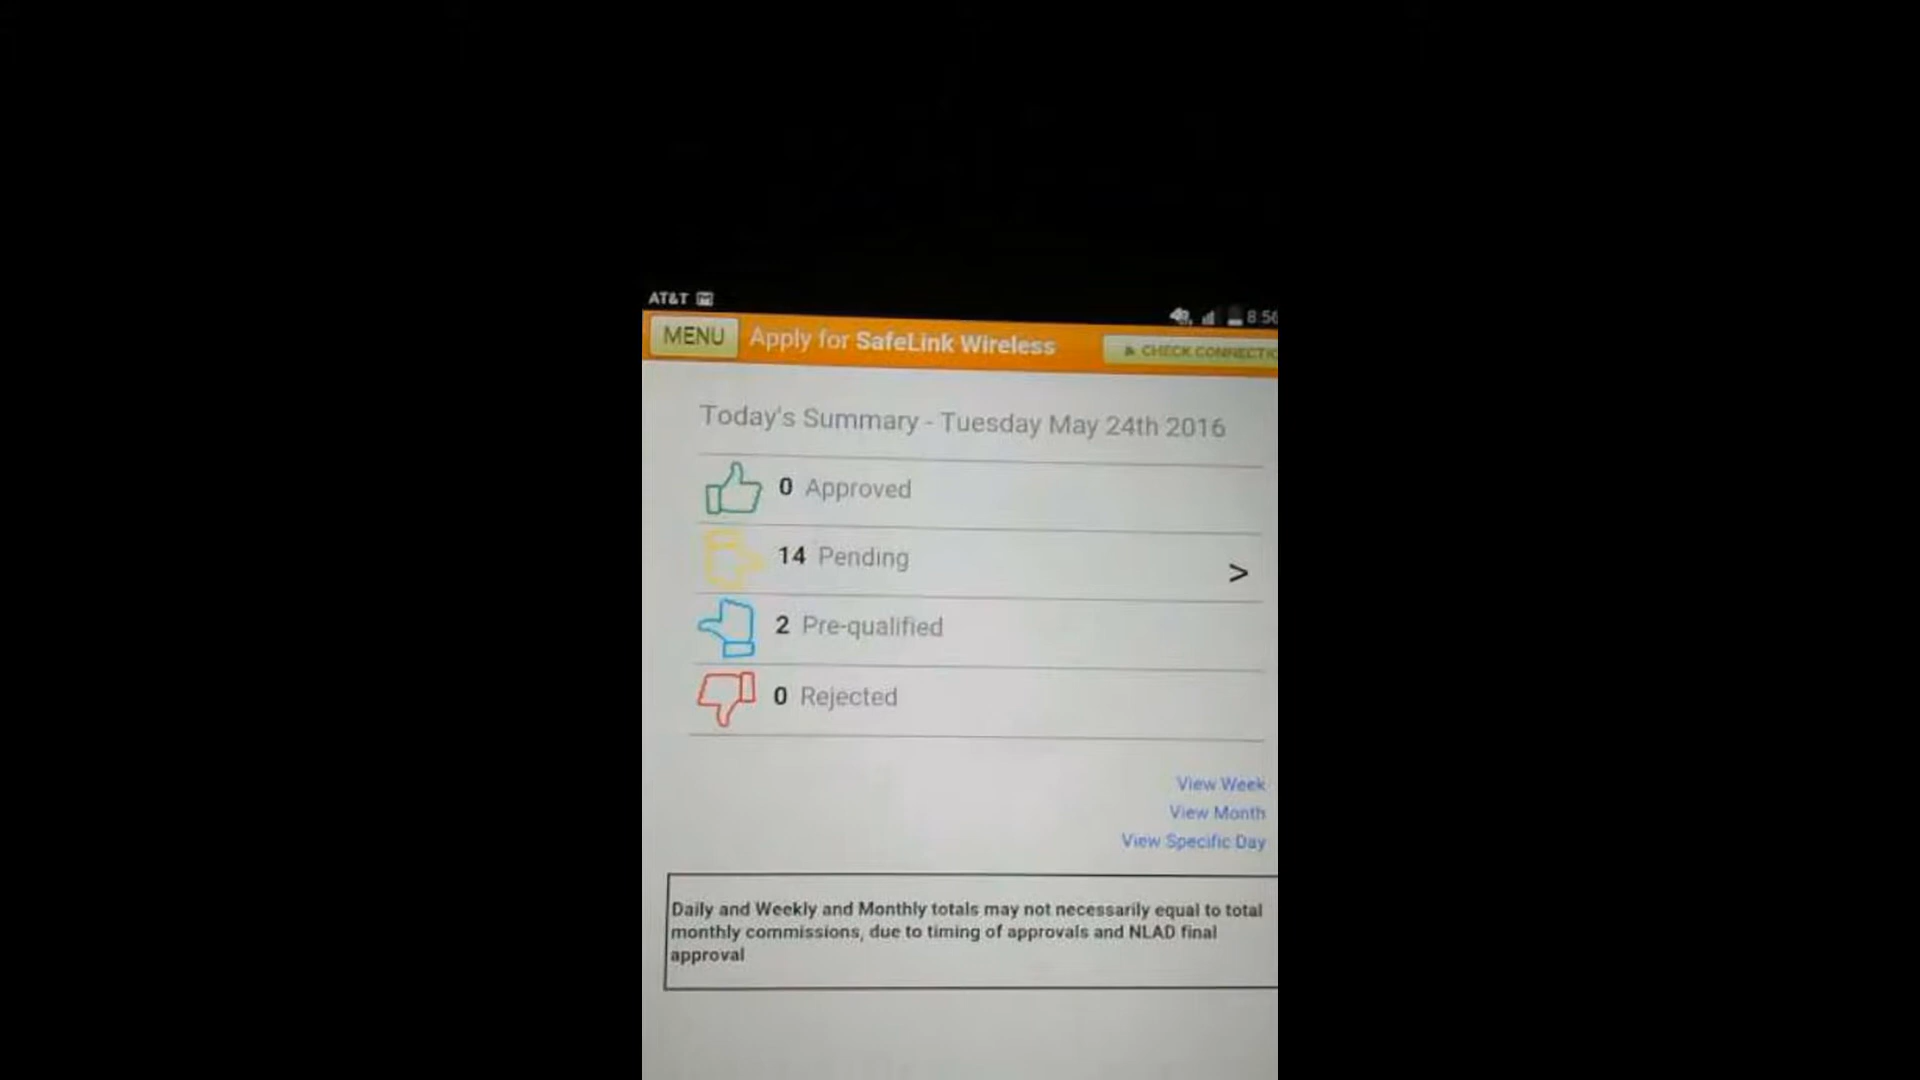 AT&T
8:56
MENU Apply for SafeLink Wireless CHECK
Today's Summary - Tuesday May 24th 2016
0 Approved
14 Pending >
2 Pre-qualified
0 Rejected
View Week
View Month
View Specific Day
Daily and Weekly and Monthly totals may not necessarily equal to total
monthly commissions, due to timing of approvals and NLAD final
approval